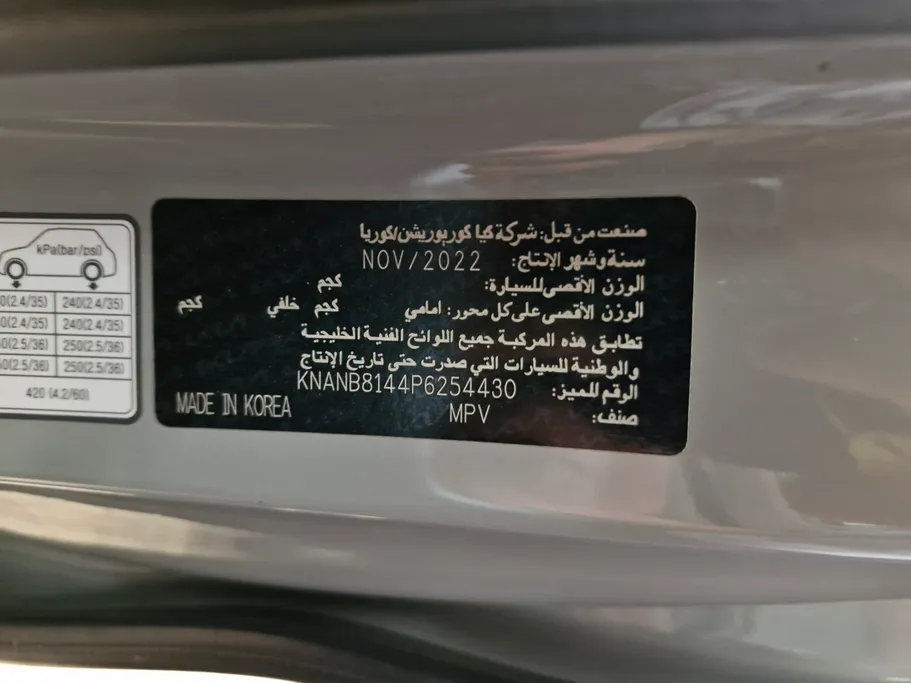 kPa(bar/psi)
240(2.4/35)
240(2.4/35)
250(2.5/36)
250(2.5/36)
420 (4.2/60)
صنعت من قبل: شركة كيا كوربوريشن/كوريا
سنة وشهر الإنتاج: NOV/2022
الوزن الأقصى للسيارة: كجم
الوزن الأقصى على كل محور: امامي كجم خلفي كجم
تطابق هذه المركبة جميع اللوائح الفنية الخليجية
والوطنية للسيارات التي صدرت حتى تاريخ الإنتاج
الرقم المميز: KNANB8144P6254430
صنف: MPV
MADE IN KOREA